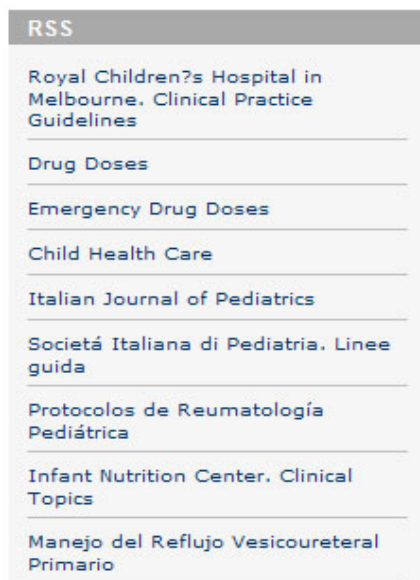 RSS
Royal Children?s Hospital in
Melbourne. Clinical Practice
Guidelines
Drug Doses
Emergency Drug Doses
Child Health Care
Italian Journal of Pediatrics
Societá Italiana di Pediatria. Linee
guida
Protocolos de Reumatología
Pediátrica
Infant Nutrition Center. Clinical
Topics
Manejo del Reflujo Vesicoureteral
Primario